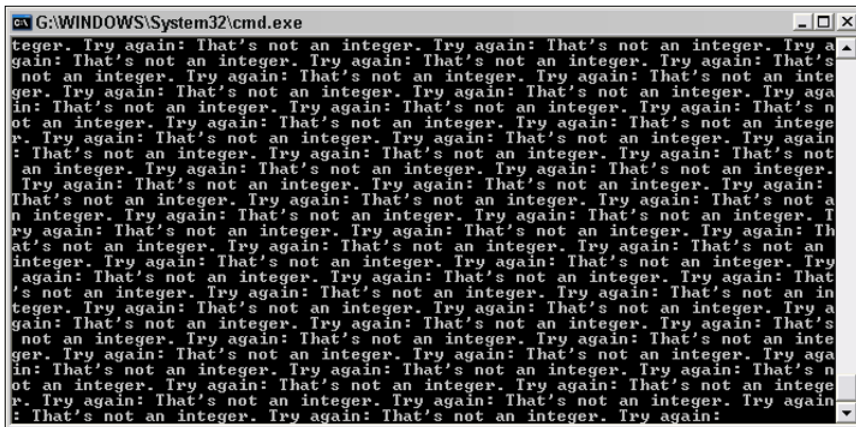 G:\WINDOWS\System32\cmd.exe
teger. Try again: That's not an integer. Try again: That's not an integer. Try a
gain: That's not an integer. Try again: That's not an integer. Try again: That's
 not an integer. Try again: That's not an integer. Try again: That's not an inte
ger. Try again: That's not an integer. Try again: That's not an integer. Try aga
in: That's not an integer. Try again: That's not an integer. Try again: That's n
ot an integer. Try again: That's not an integer. Try again: That's not an intege
r. Try again: That's not an integer. Try again: That's not an integer. Try again
: That's not an integer. Try again: That's not an integer. Try again: That's not
 an integer. Try again: That's not an integer. Try again: That's not an integer.
 Try again: That's not an integer. Try again: That's not an integer. Try again: 
That's not an integer. Try again: That's not an integer. Try again: That's not a
n integer. Try again: That's not an integer. Try again: That's not an integer. T
ry again: That's not an integer. Try again: That's not an integer. Try again: Th
at's not an integer. Try again: That's not an integer. Try again: That's not an 
integer. Try again: That's not an integer. Try again: That's not an integer. Try
 again: That's not an integer. Try again: That's not an integer. Try again: That
's not an integer. Try again: That's not an integer. Try again: That's not an in
teger. Try again: That's not an integer. Try again: That's not an integer. Try a
gain: That's not an integer. Try again: That's not an integer. Try again: That's
 not an integer. Try again: That's not an integer. Try again: That's not an inte
ger. Try again: That's not an integer. Try again: That's not an integer. Try aga
in: That's not an integer. Try again: That's not an integer. Try again: That's n
ot an integer. Try again: That's not an integer. Try again: That's not an intege
r. Try again: That's not an integer. Try again: That's not an integer. Try again
: That's not an integer. Try again: That's not an integer. Try again: